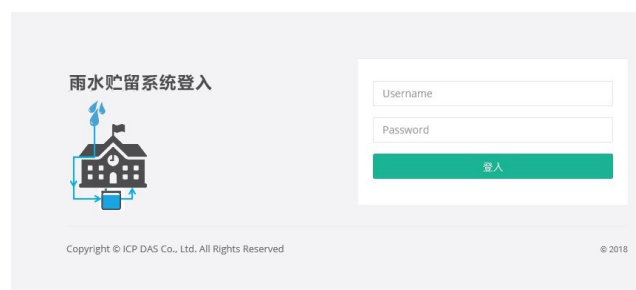 雨水贮留系统登入
Username
Password
登入
Copyright © ICP DAS Co., Ltd. All Rights Reserved
© 2018